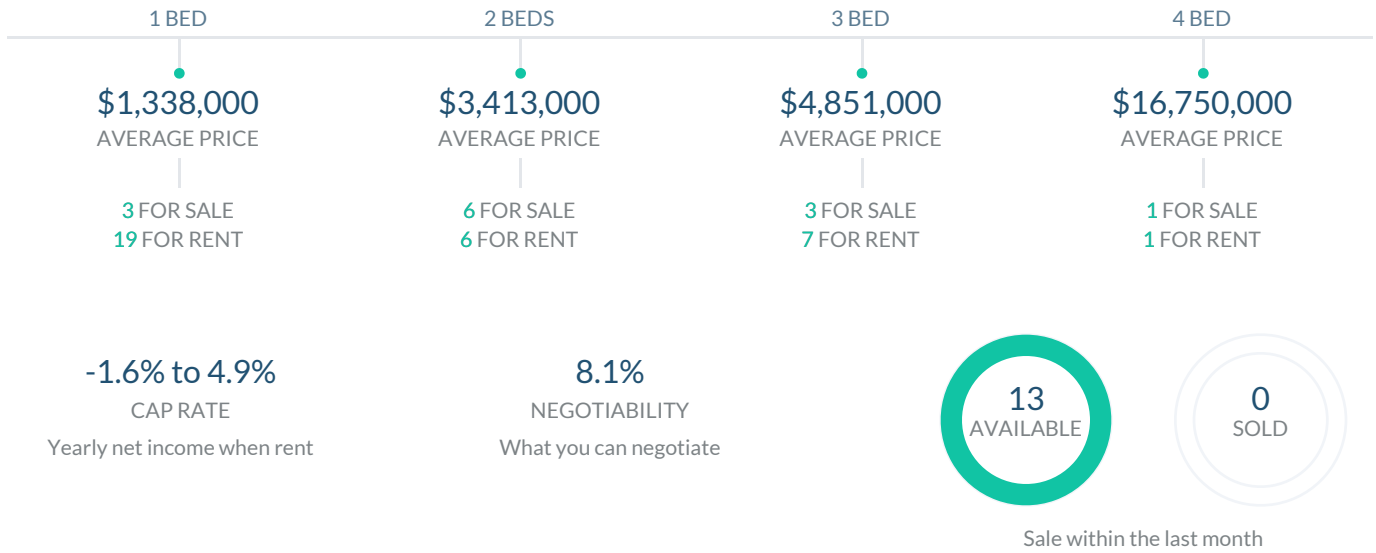 1 BED
2 BEDS
3 BED
4 BED
$1,338,000
AVERAGE PRICE
3 FOR SALE
19 FOR RENT
$3,413,000
AVERAGE PRICE
6 FOR SALE
6 FOR RENT
$4,851,000
AVERAGE PRICE
3 FOR SALE
7 FOR RENT
$16,750,000
AVERAGE PRICE
1 FOR SALE
1 FOR RENT
-1.6% to 4.9%
CAP RATE
Yearly net income when rent
8.1%
NEGOTIABILITY
What you can negotiate
13
AVAILABLE
0
SOLD
Sale within the last month